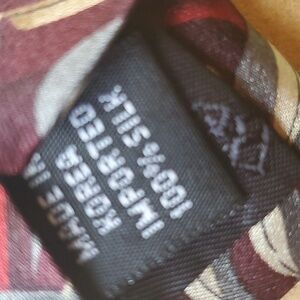 100% SILK
IMPORTED
KOREA
MADE IN